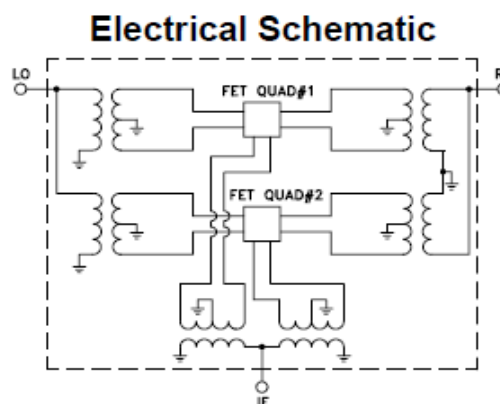 Electrical Schematic
LO
R
FET QUAD#1
FET QUAD#2
IF